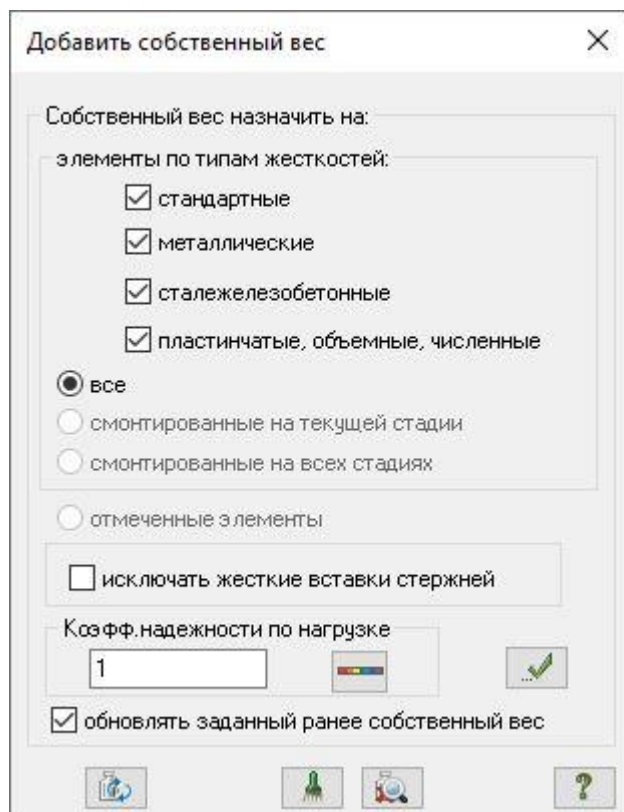 Добавить собственный вес
Собственный вес назначить на:
элементы по типам жесткостей:
стандартные
металлические
сталежелезобетонные
пластинчатые, объемные, численные
все
смонтированные на текущей стадии
смонтированные на всех стадиях
отмеченные элементы
исключать жесткие вставки стержней
Коэфф.надежности по нагрузке
1
обновлять заданный ранее собственный вес
?